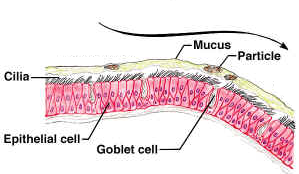 Mucus
Particle
Cilia
Epithelial cell
Goblet cell